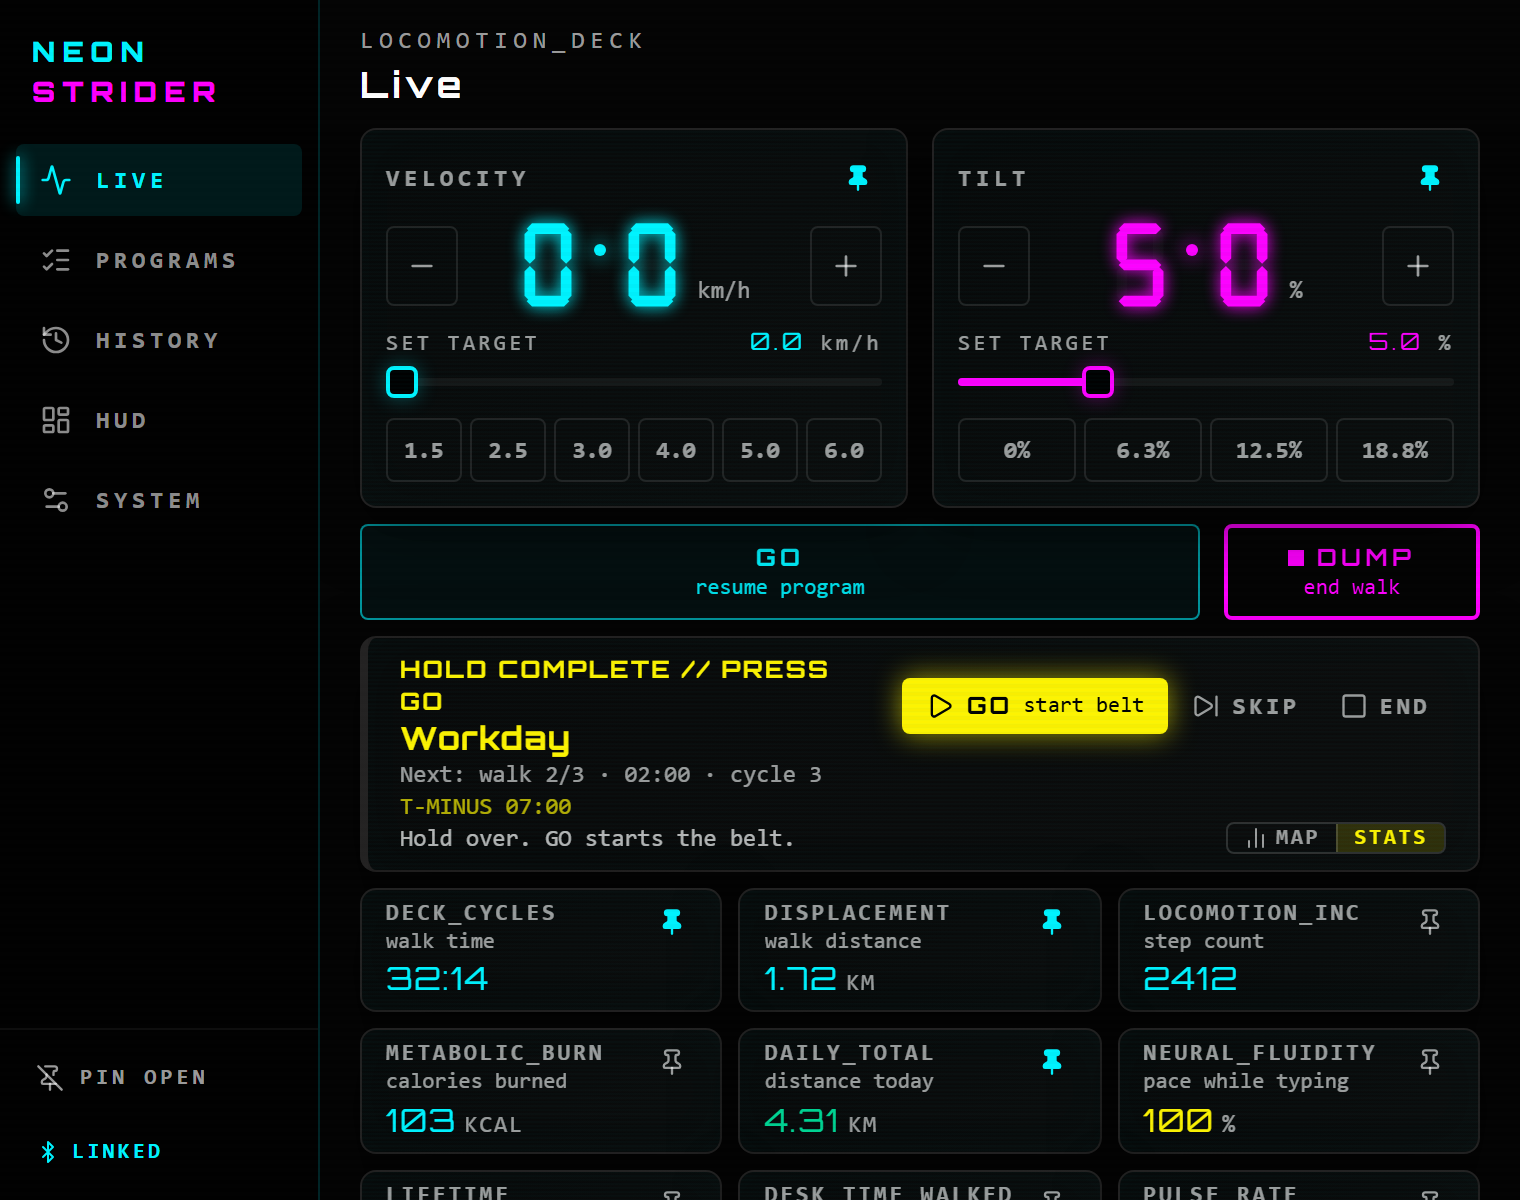 NEON
STRIDER
LIVE
PROGRAMS
HISTORY
HUD
SYSTEM
PIN OPEN
LINKED
LOCOMOTION_DECK
Live
VELOCITY
0.0 km/h
SET TARGET 0.0 km/h
1.5 2.5 3.0 4.0 5.0 6.0
TILT
5.0 %
SET TARGET 5.0 %
0% 6.3% 12.5% 18.8%
GO
resume program
DUMP
end walk
HOLD COMPLETE // PRESS
GO
Workday
Next: walk 2/3 · 02:00 · cycle 3
T-MINUS 07:00
Hold over. GO starts the belt.
GO start belt SKIP END
MAP STATS
DECK_CYCLES
walk time
32:14
DISPLACEMENT
walk distance
1.72 KM
LOCOMOTION_INC
step count
2412
METABOLIC_BURN
calories burned
103 KCAL
DAILY_TOTAL
distance today
4.31 KM
NEURAL_FLUIDITY
pace while typing
100 %
LIFETIME
DESK_TIME_WALKED
PULSE_RATE